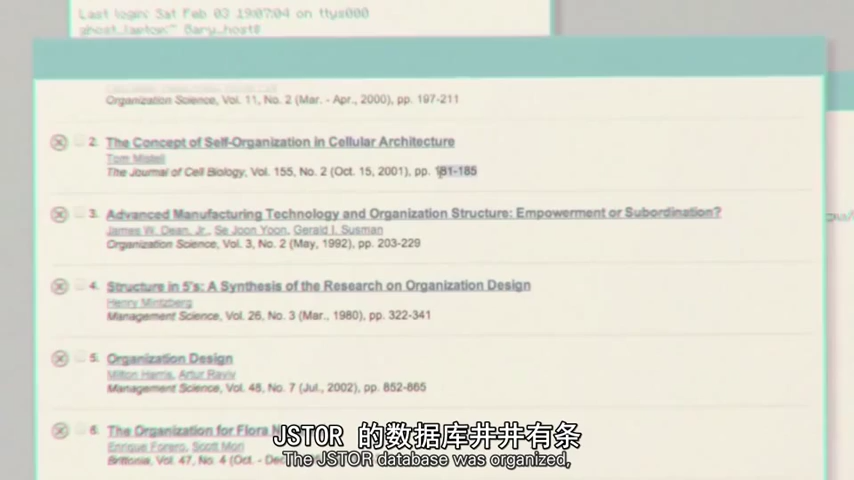 Last login: Sat Feb 02 19:07:04 on ttys000
Organization Science, Vol. 11, No. 2 (Mar. - Apr., 2000), pp. 197-211
2. The Concept of Self-Organization in Cellular Architecture
Tom Misteli
The Journal of Cell Biology, Vol. 155, No. 2 (Oct. 15, 2001), pp. 181-185
3. Advanced Manufacturing Technology and Organization Structure: Empowerment or Subordination?
James W. Dean, Jr., Se Joon Yoon, Gerald I. Susman
Organization Science, Vol. 3, No. 2 (May, 1992), pp. 203-229
4. Structure in 5's: A Synthesis of the Research on Organization Design
Henry Mintzberg
Management Science, Vol. 26, No. 3 (Mar., 1980), pp. 322-341
5. Organization Design
Milton Harris, Artur Raviv
Management Science, Vol. 48, No. 7 (Jul., 2002), pp. 852-865
6. The Organization for Flora
Enrique Forero, Scott Mori
Brittonia, Vol. 47, No. 4 (Oct. - Dec
JSTOR 的数据库井井有条
The JSTOR database was organized,